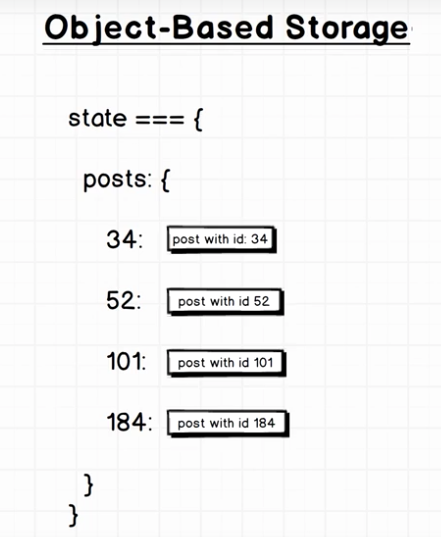 Object-Based Storage
state === {
posts: {
34: post with id: 34
52: post with id 52
101: post with id 101
184: post with id 184
}
}